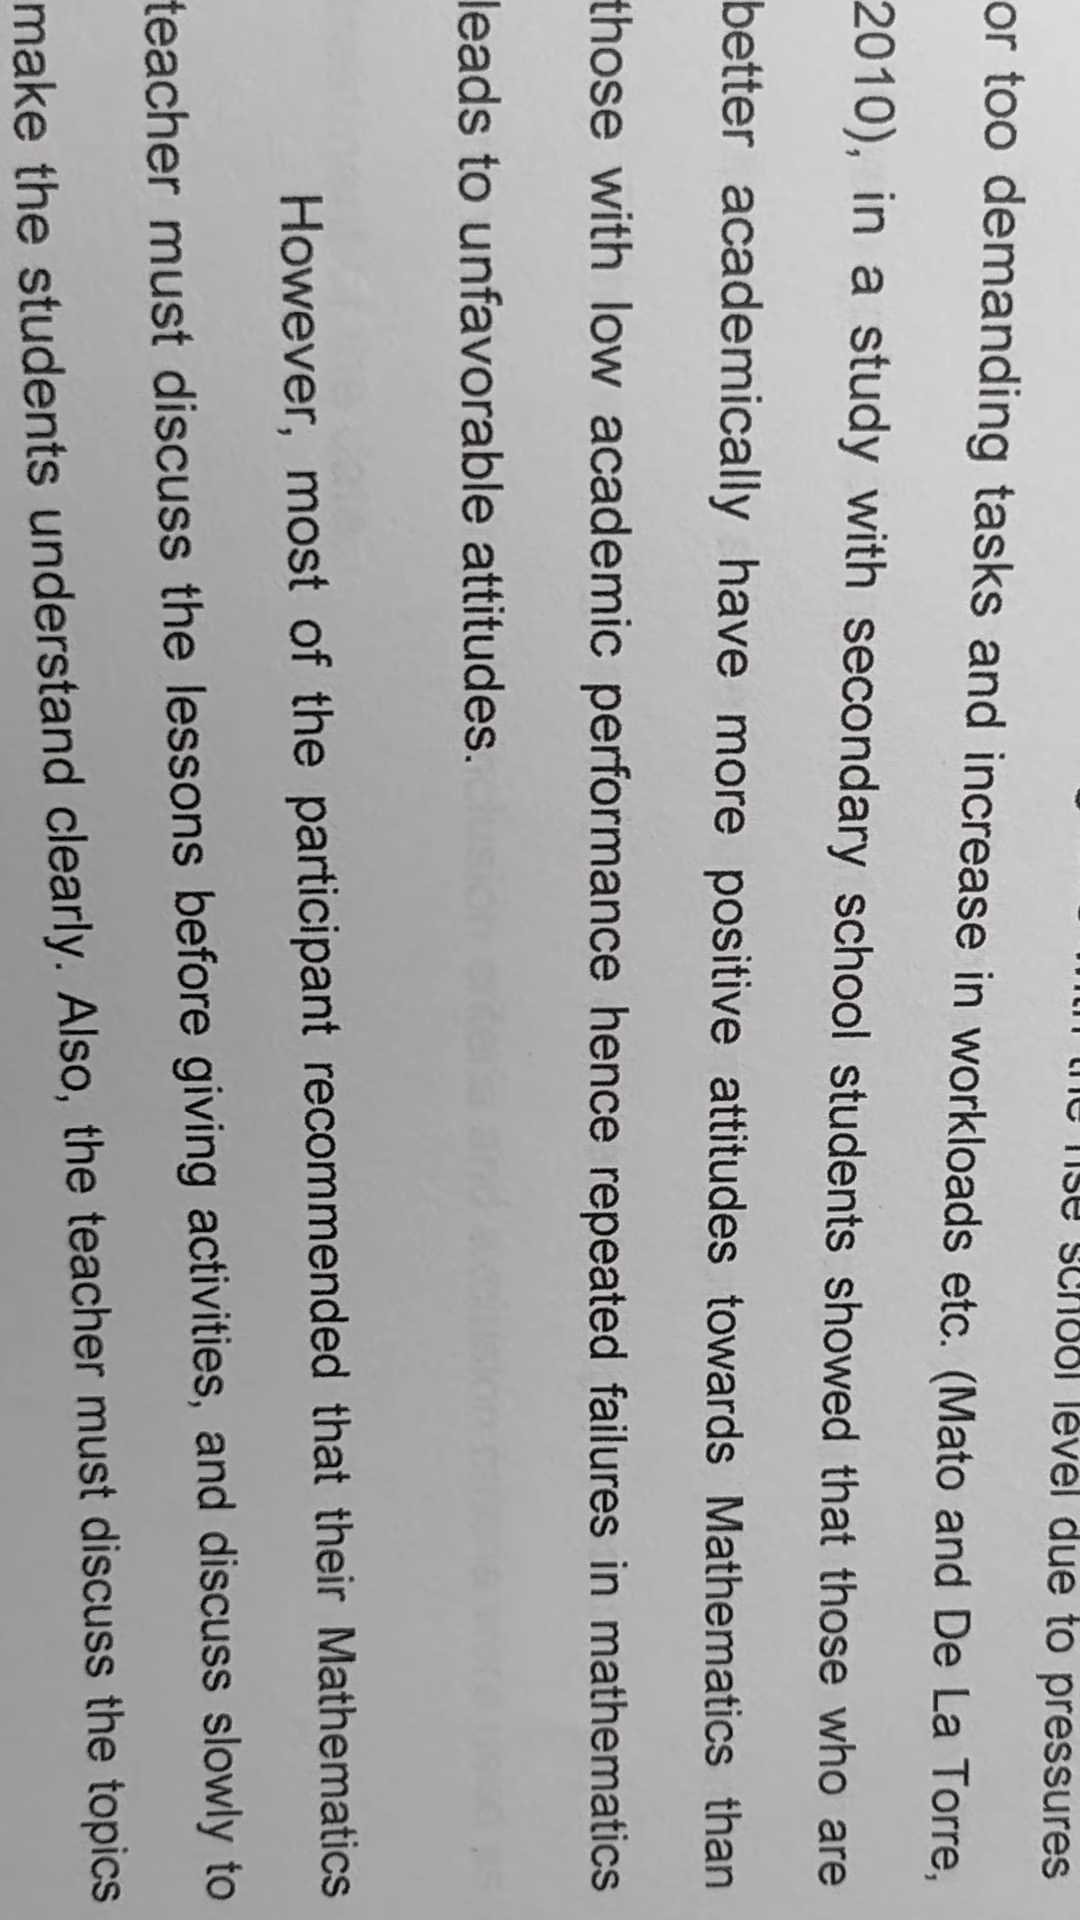 the rise school level due to pressures
or too demanding tasks and increase in workloads etc. (Mato and De La Torre,
2010), in a study with secondary school students showed that those who are
better academically have more positive attitudes towards Mathematics than
those with low academic performance hence repeated failures in mathematics
leads to unfavorable attitudes.
However, most of the participant recommended that their Mathematics
teacher must discuss the lessons before giving activities, and discuss slowly to
make the students understand clearly. Also, the teacher must discuss the topics